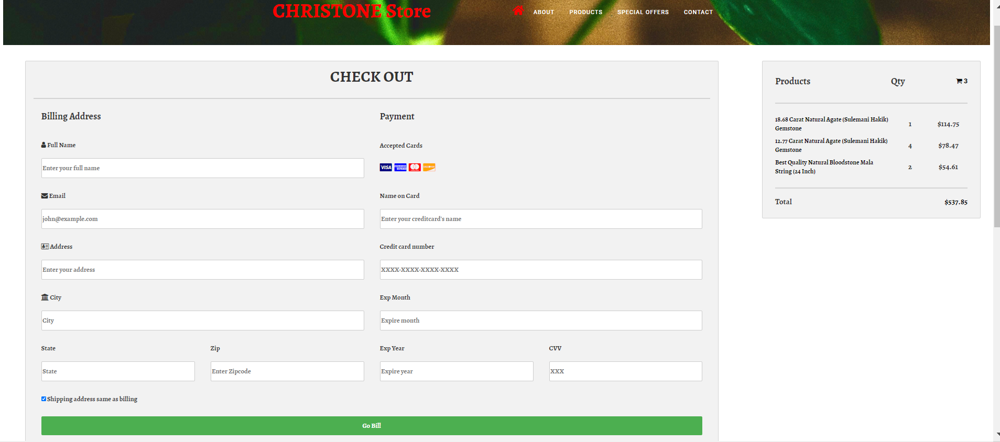 CHRISTONE Store
ABOUT PRODUCTS SPECIAL OFFERS CONTACT
CHECK OUT
Billing Address
Full Name
Enter your full name
Email
john@example.com
Address
Enter your address
City
City
State Zip
State Enter Zipcode
Payment
Accepted Cards
VISA
Name on Card
Enter your creditcard's name
Credit card number
XXXX-XXXX-XXXX-XXXX
Exp Month
Expire month
Exp Year CVV
Expire year XXX
Shipping address same as billing
Go Bill
Products Qty 3
18.68 Carat Natural Agate (Sulemani Hakik)
Gemstone 1 $114.75
12.77 Carat Natural Agate (Sulemani Hakik)
Gemstone 4 $78.47
Best Quality Natural Bloodstone Mala
String (24 Inch) 2 $54.61
Total $537.85